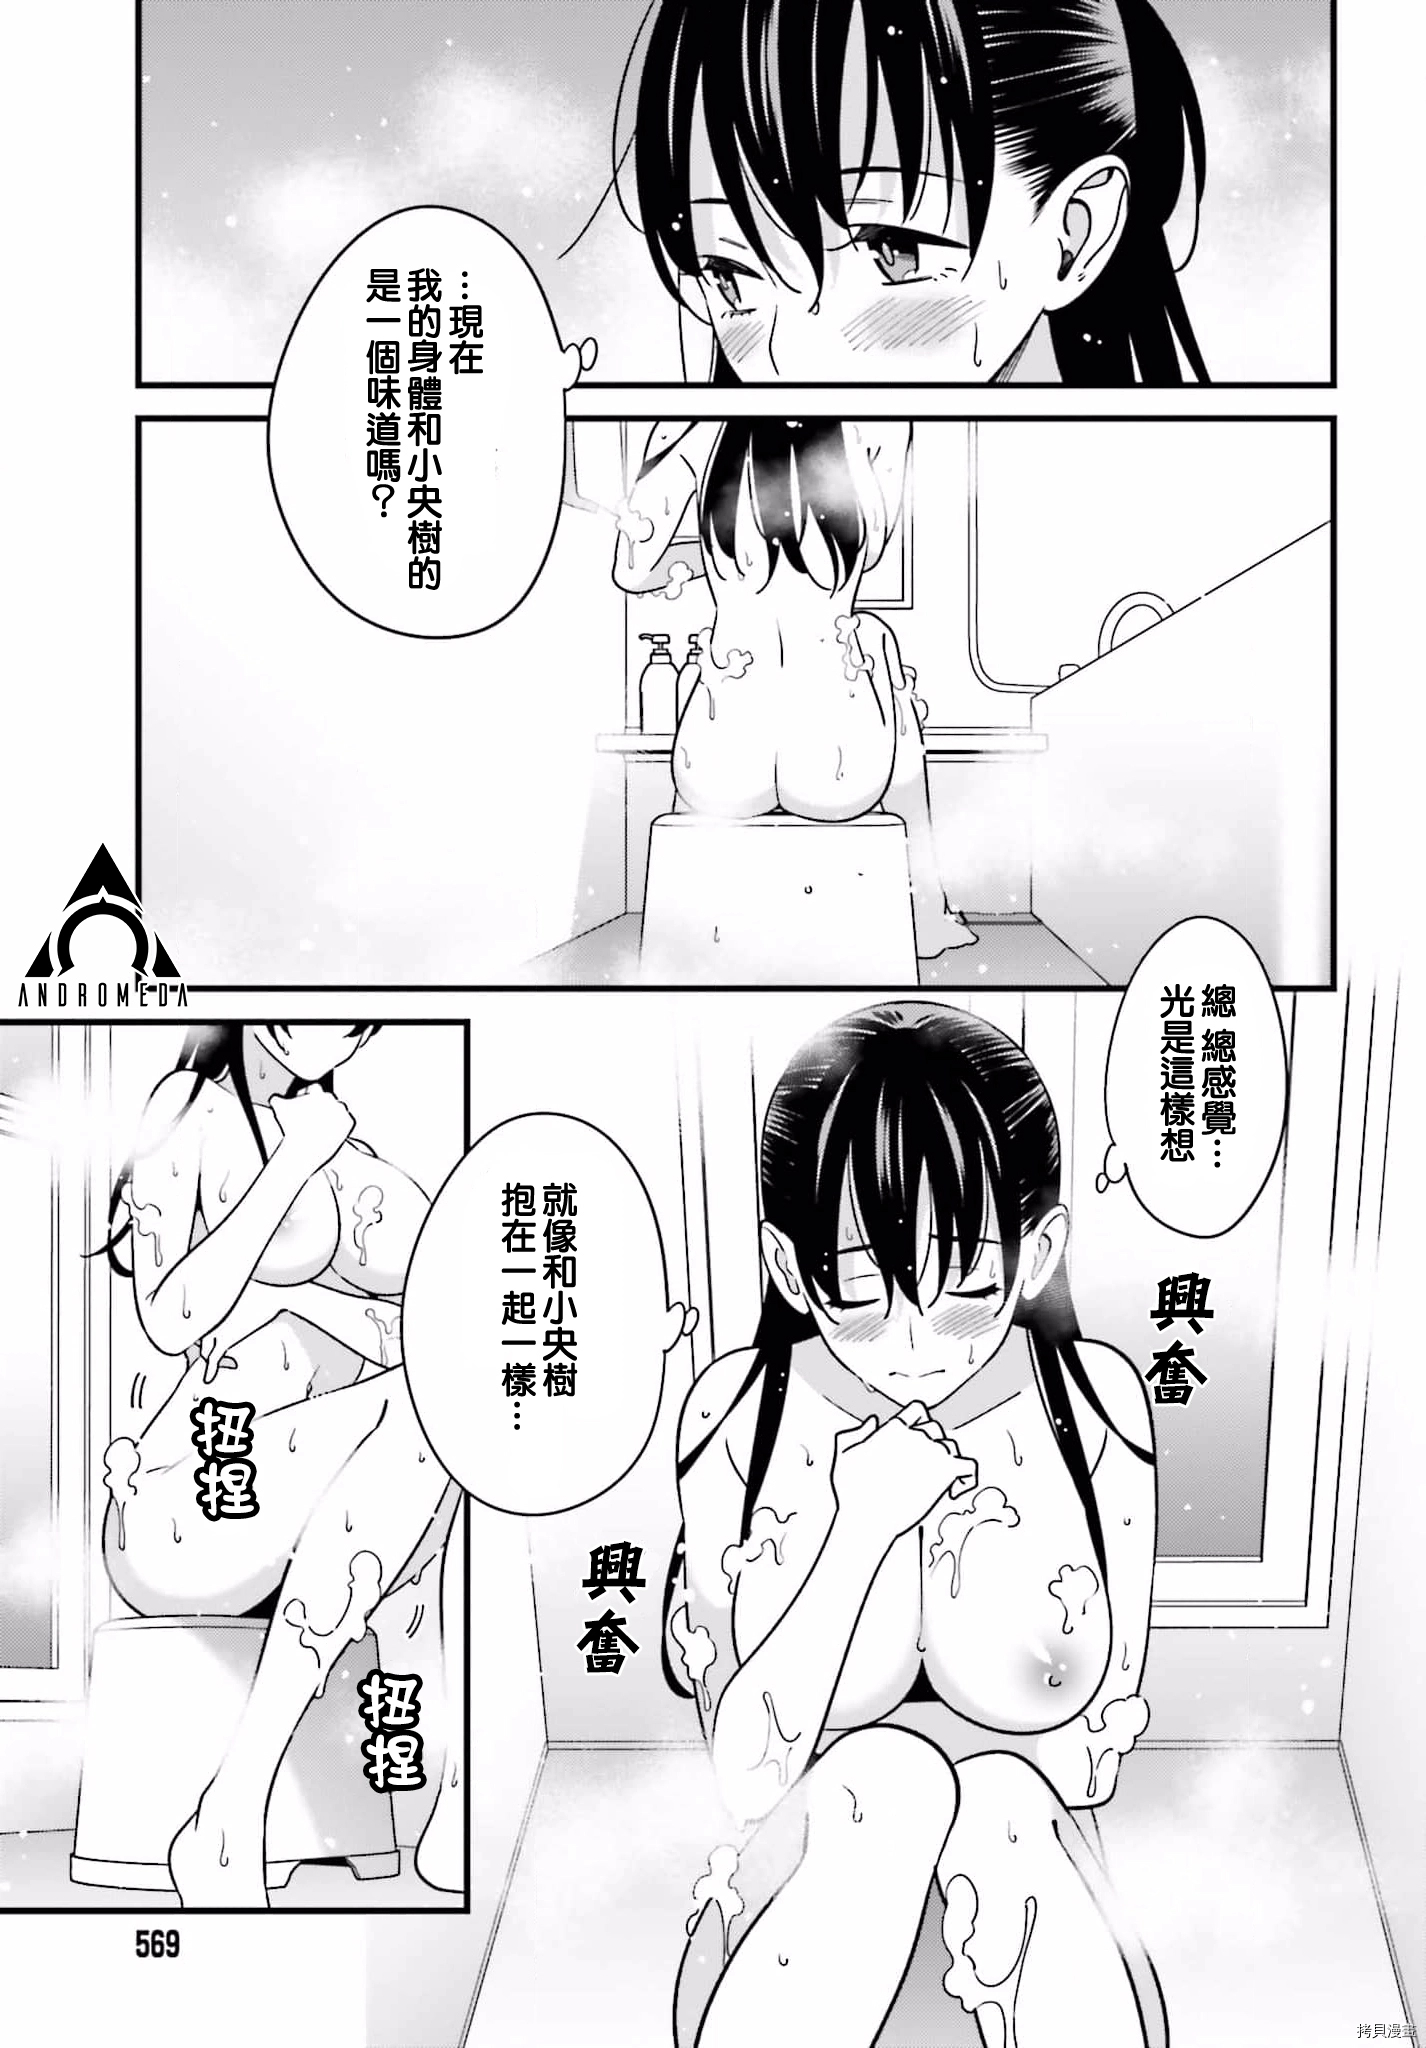 …現在
我的身體和小央樹的
是一個味道嗎?
ANDROMEDA
總 總感覺…
光是這樣想
就像和小央樹
抱在一起一樣…
興奮
興奮
扭捏
扭捏
569
拷貝漫畫